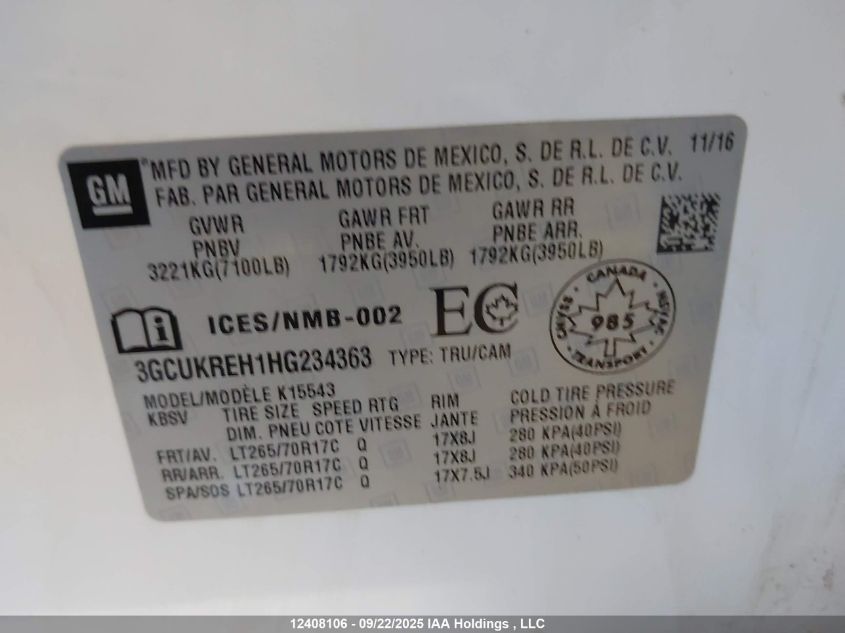 GM
MFD BY GENERAL MOTORS DE MEXICO, S. DE R.L. DE C.V. 11/16
FAB. PAR GENERAL MOTORS DE MEXICO, S. DE R.L. DE C.V.
GVWR GAWR FRT GAWR RR
PNBV PNBE AV. PNBE ARR.
3221KG(7100LB) 1792KG(3950LB) 1792KG(3950LB)
ICES/NMB-002 EC
CANADA
CMVSS 985 NSVAC
TRANSPORT
3GCUKREH1HG234363 TYPE: TRU/CAM
MODEL/MODÈLE K15543
KBSV TIRE SIZE SPEED RTG RIM COLD TIRE PRESSURE
DIM. PNEU COTE VITESSE JANTE PRESSION À FROID
FRT/AV. LT265/70R17C Q 17X8J 280 KPA(40PSI)
RR/ARR. LT265/70R17C Q 17X8J 280 KPA(40PSI)
SPA/SOS LT265/70R17C Q 17X7.5J 340 KPA(50PSI)
12408106 - 09/22/2025 IAA Holdings , LLC